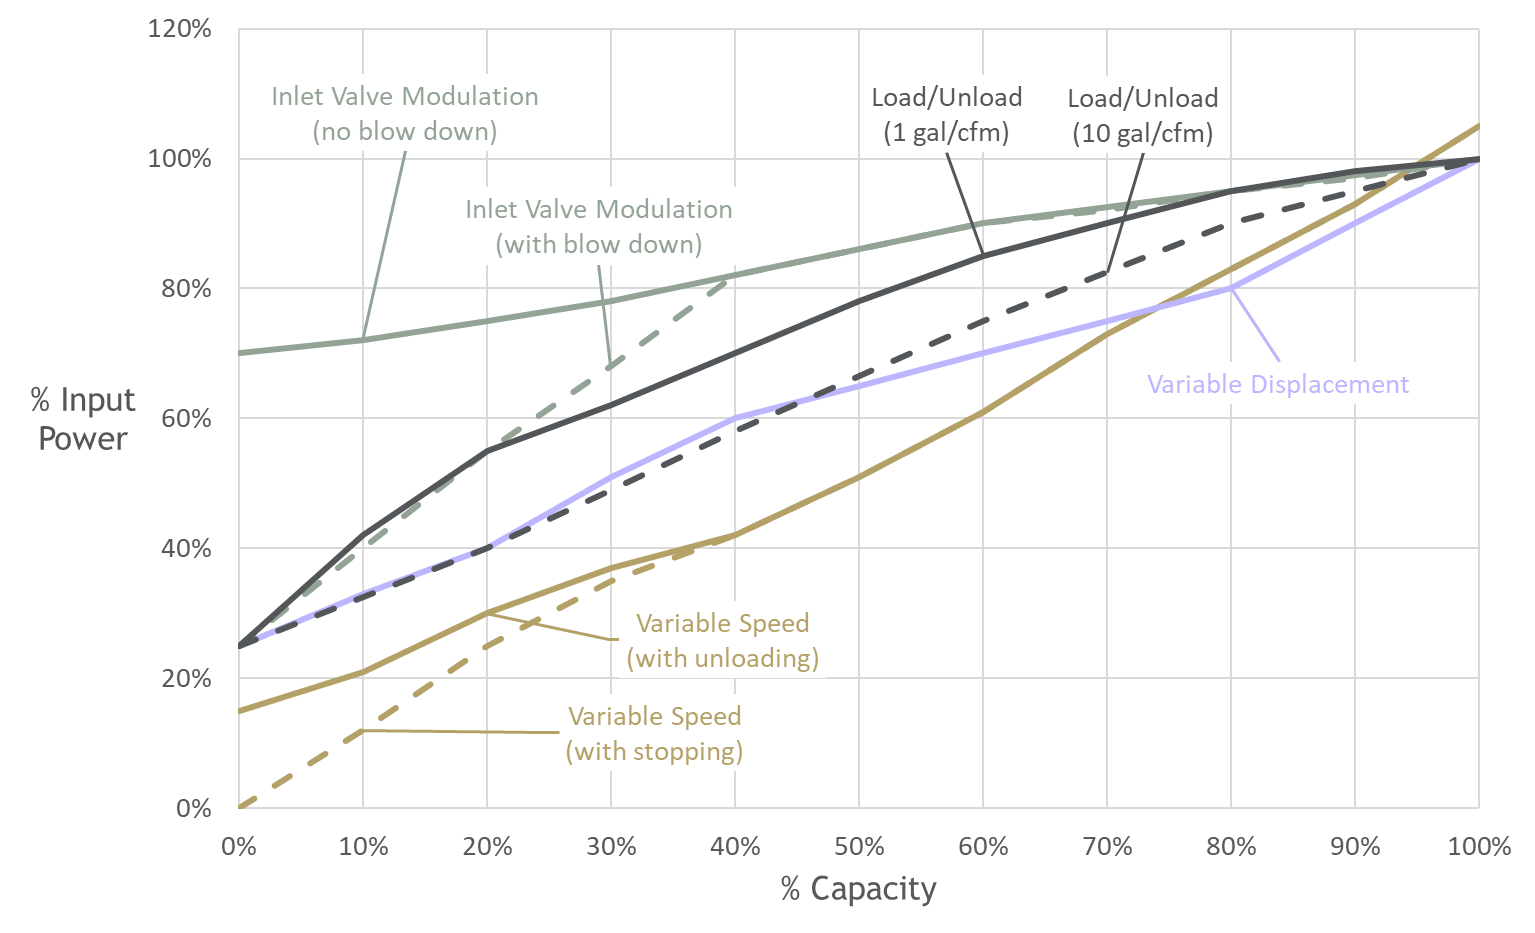 120%
100%
80%
60%
40%
20%
0%
% Input
Power
Inlet Valve Modulation
(no blow down)
Inlet Valve Modulation
(with blow down)
Load/Unload
(1 gal/cfm)
Load/Unload
(10 gal/cfm)
Variable Displacement
Variable Speed
(with unloading)
Variable Speed
(with stopping)
0% 10% 20% 30% 40% 50% 60% 70% 80% 90% 100%
% Capacity